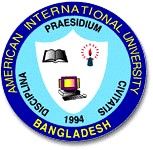 AMERICAN INTERNATIONAL UNIVERSITY
PRAESIDIUM
DISCIPLINA
CIVITATIS
1994
BANGLADESH